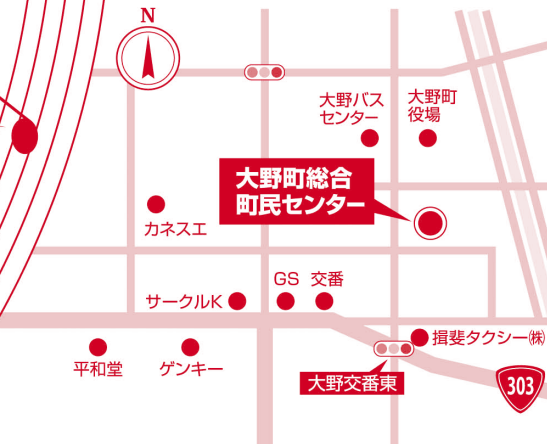 N
大野バス
センター
大野町
役場
大野町総合
町民センター
カネスエ
GS
交番
サークルK
揖斐タクシー㈱
平和堂
ゲンキー
大野交番東
303